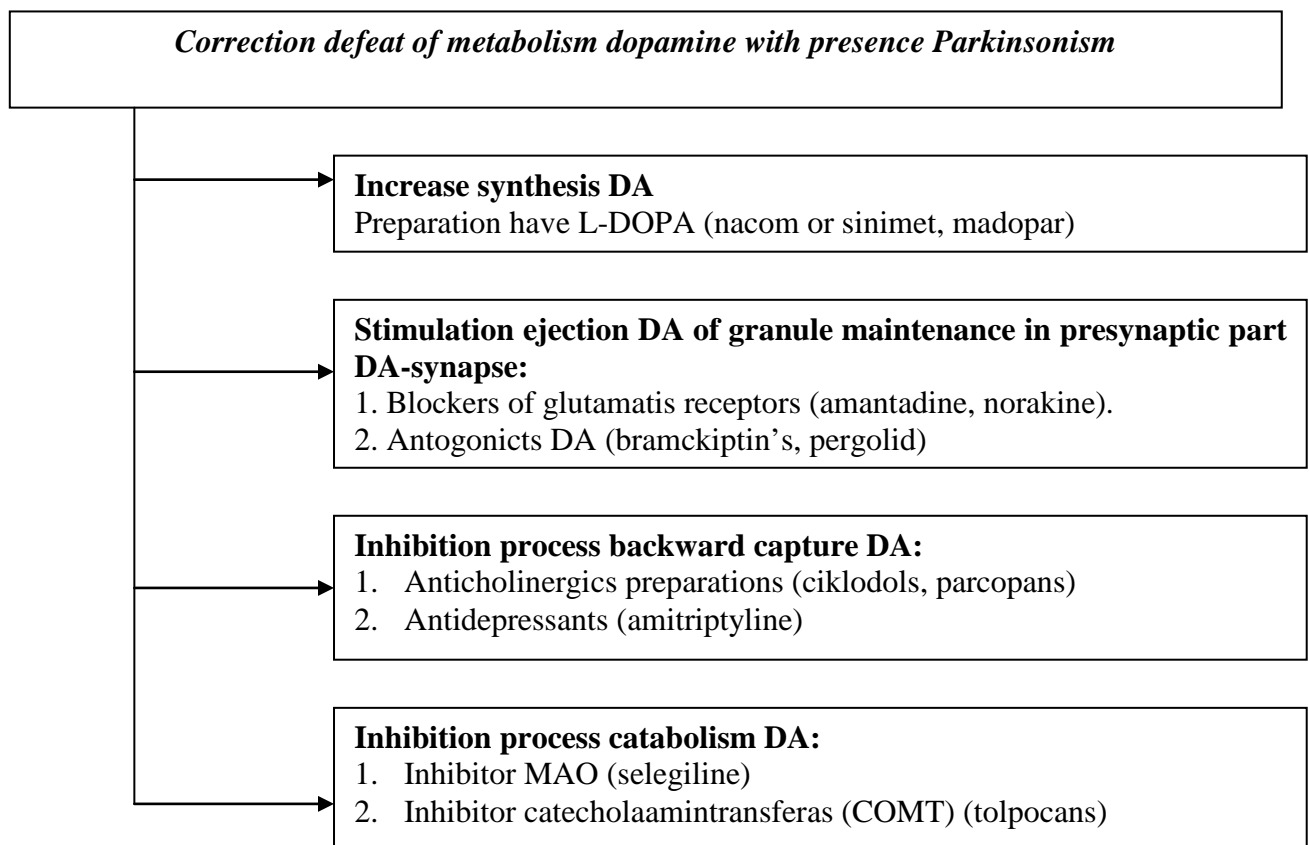 Correction defeat of metabolism dopamine with presence Parkinsonism
Increase synthesis DA
Preparation have L-DOPA (nacom or sinimet, madopar)
Stimulation ejection DA of granule maintenance in presynaptic part
DA-synapse:
1. Blockers of glutamatis receptors (amantadine, norakine).
2. Antogonicts DA (bramckiptin’s, pergolid)
Inhibition process backward capture DA:
1. Anticholinergics preparations (ciklodols, parcopans)
2. Antidepressants (amitriptyline)
Inhibition process catabolism DA:
1. Inhibitor MAO (selegiline)
2. Inhibitor catecholaamintransferas (COMT) (tolpocans)